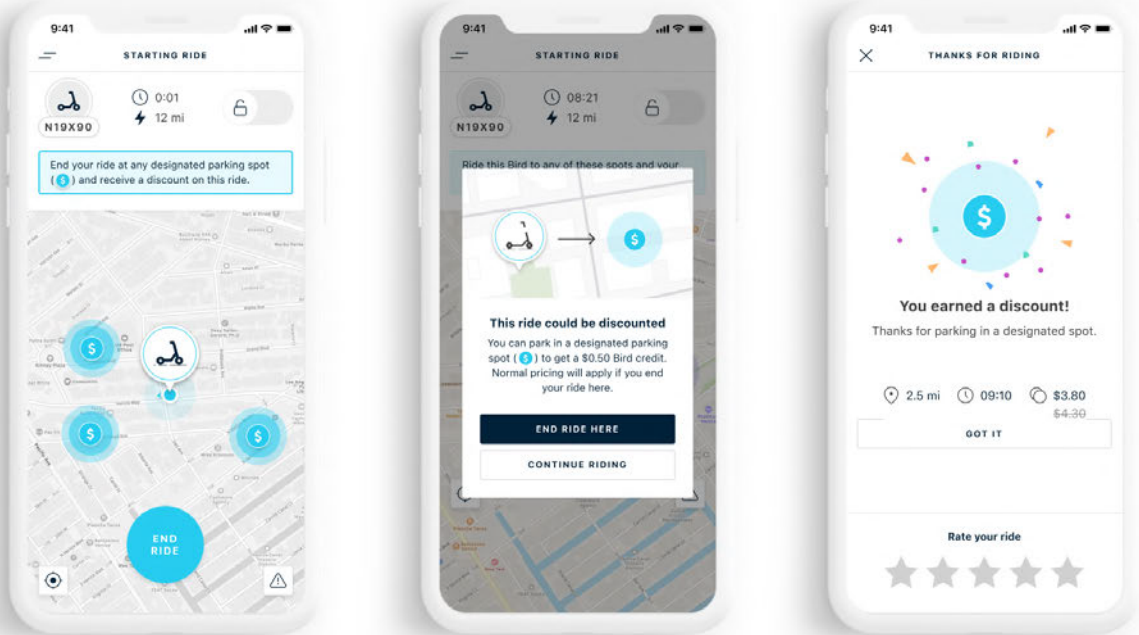 9:41
STARTING RIDE
0:01
12 mi
N19X90
End your ride at any designated parking spot
($) and receive a discount on this ride.
$
$
$
END
RIDE
9:41
STARTING RIDE
08:21
12 mi
N19X90
Ride this Bird to any of these spots and your
$
This ride could be discounted
You can park in a designated parking
spot ($) to get a $0.50 Bird credit.
Normal pricing will apply if you end
your ride here.
END RIDE HERE
CONTINUE RIDING
9:41
THANKS FOR RIDING
$
You earned a discount!
Thanks for parking in a designated spot.
2.5 mi 09:10 $3.80
$4.30
GOT IT
Rate your ride